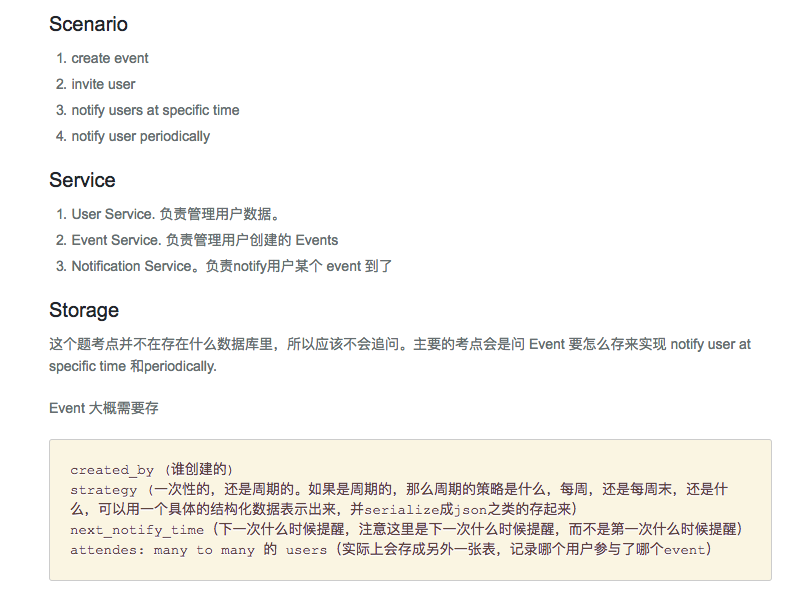 Scenario
1. create event
2. invite user
3. notify users at specific time
4. notify user periodically
Service
1. User Service. 负责管理用户数据。
2. Event Service. 负责管理用户创建的 Events
3. Notification Service。负责notify用户某个 event 到了
Storage
这个题考点并不在存在什么数据库里，所以应该不会追问。主要的考点会是问 Event 要怎么存来实现 notify user at
specific time 和periodically.
Event 大概需要存
created_by (谁创建的)
strategy (一次性的，还是周期的。如果是周期的，那么周期的策略是什么，每周，还是每周末，还是什
么，可以用一个具体的结构化数据表示出来，并serialize成json之类的存起来)
next_notify_time（下一次什么时候提醒，注意这里是下一次什么时候提醒，而不是第一次什么时候提醒）
attendes: many to many 的 users（实际上会存成另外一张表，记录哪个用户参与了哪个event）